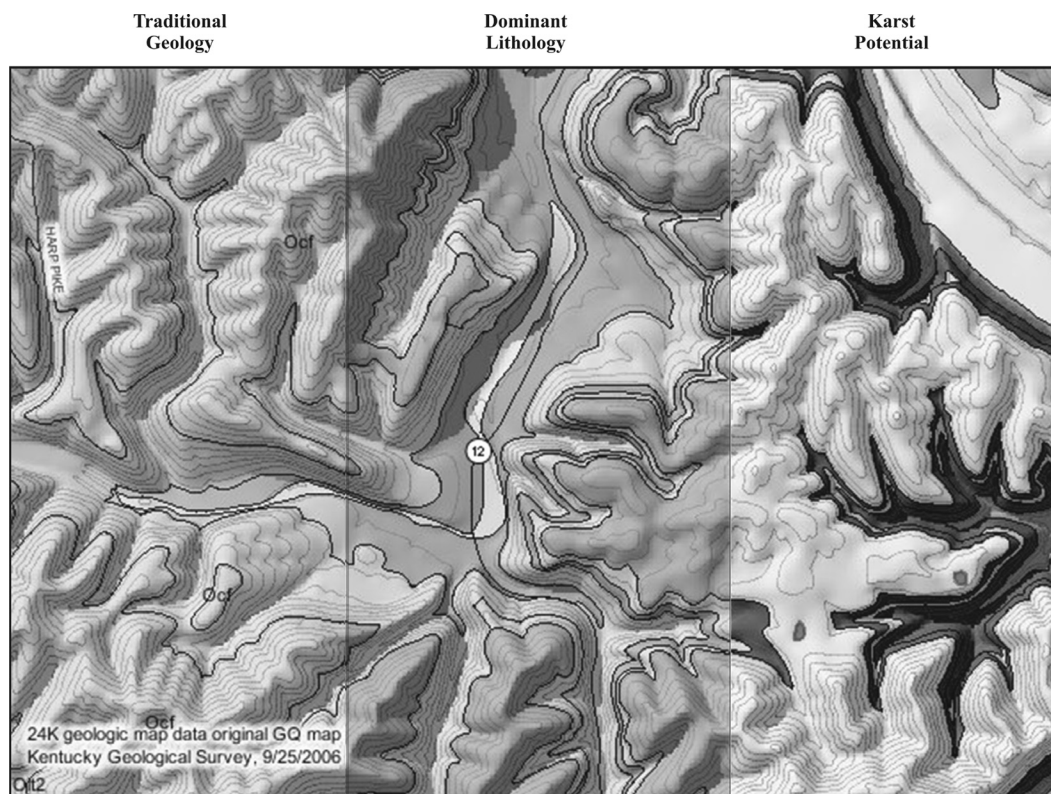 Traditional
Geology
Dominant
Lithology
Karst
Potential
Ocf
HARP PIKE
12
Ocf
Ocf
24K geologic map data original GQ map
Kentucky Geological Survey, 9/25/2006